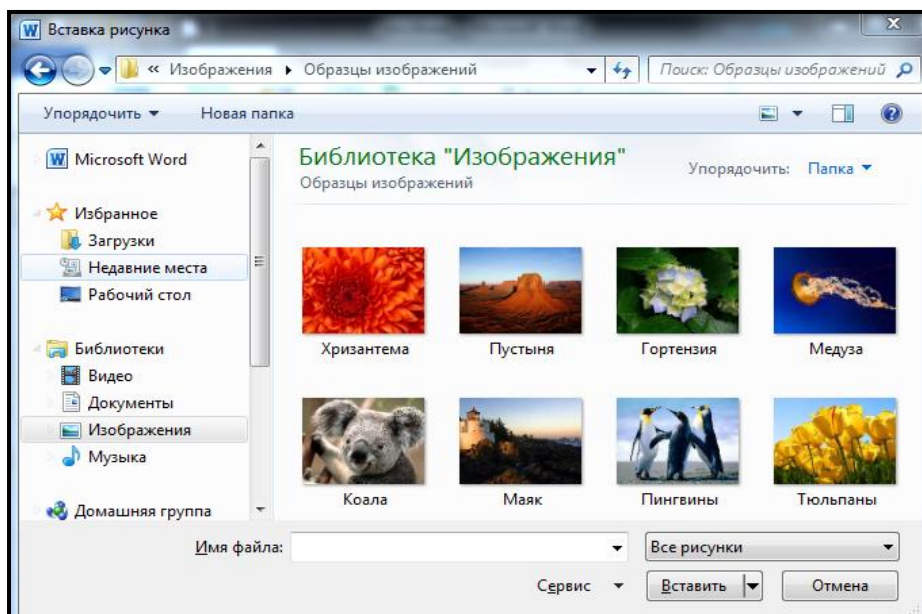 Вставка рисунка
« Изображения ▸ Образцы изображений
Поиск: Образцы изображений
Упорядочить
Новая папка
Microsoft Word
Избранное
Загрузки
Недавние места
Рабочий стол
Библиотеки
Видео
Документы
Изображения
Музыка
Домашняя группа
Библиотека "Изображения"
Образцы изображений
Упорядочить: Папка
Хризантема
Пустыня
Гортензия
Медуза
Коала
Маяк
Пингвины
Тюльпаны
Имя файла:
Все рисунки
Сервис
Вставить
Отмена